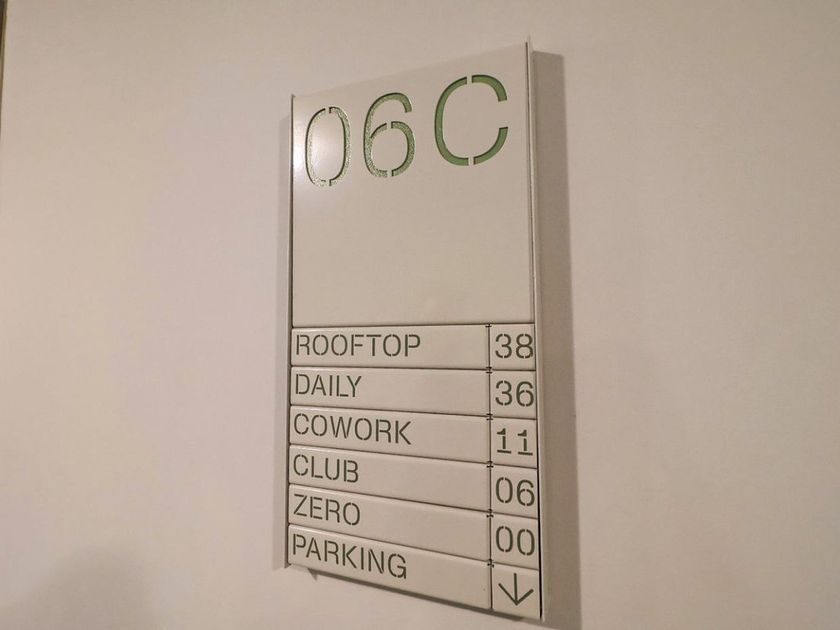 06C
ROOFTOP 38
DAILY 36
COWORK 11
CLUB 06
ZERO 00
PARKING ↓